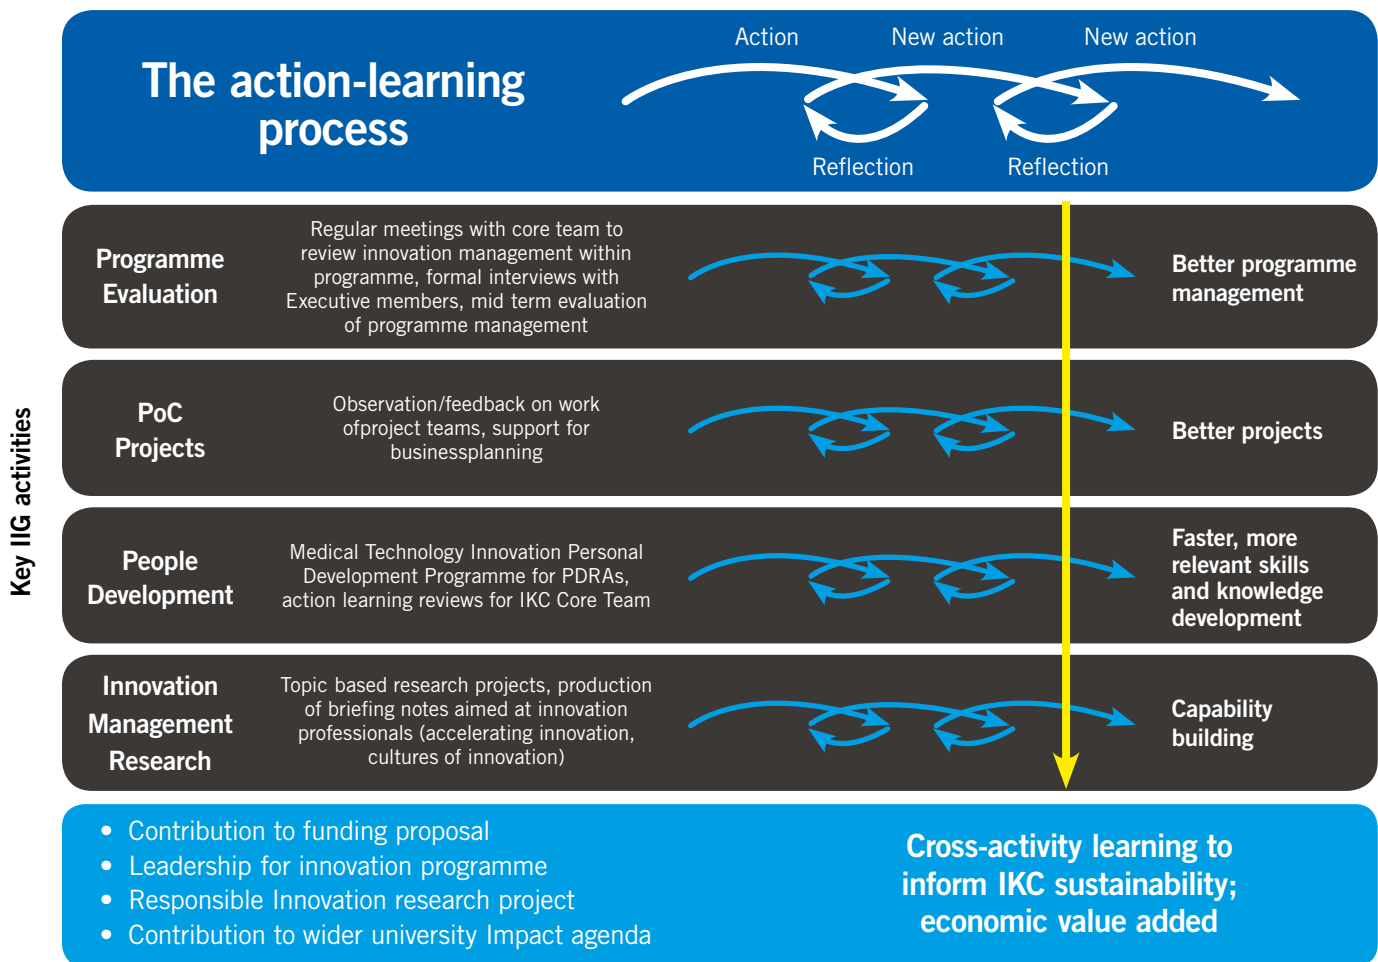 The action-learning
process
Action
New action
New action
Reflection
Reflection
Key IIG activities
Programme
Evaluation
Regular meetings with core team to
review innovation management within
programme, formal interviews with
Executive members, mid term evaluation
of programme management
Better programme
management
PoC
Projects
Observation/feedback on work
ofproject teams, support for
businessplanning
Better projects
People
Development
Medical Technology Innovation Personal
Development Programme for PDRAs,
action learning reviews for IKC Core Team
Faster, more
relevant skills
and knowledge
development
Innovation
Management
Research
Topic based research projects, production
of briefing notes aimed at innovation
professionals (accelerating innovation,
cultures of innovation)
Capability
building
• Contribution to funding proposal
• Leadership for innovation programme
• Responsible Innovation research project
• Contribution to wider university Impact agenda
Cross-activity learning to
inform IKC sustainability;
economic value added